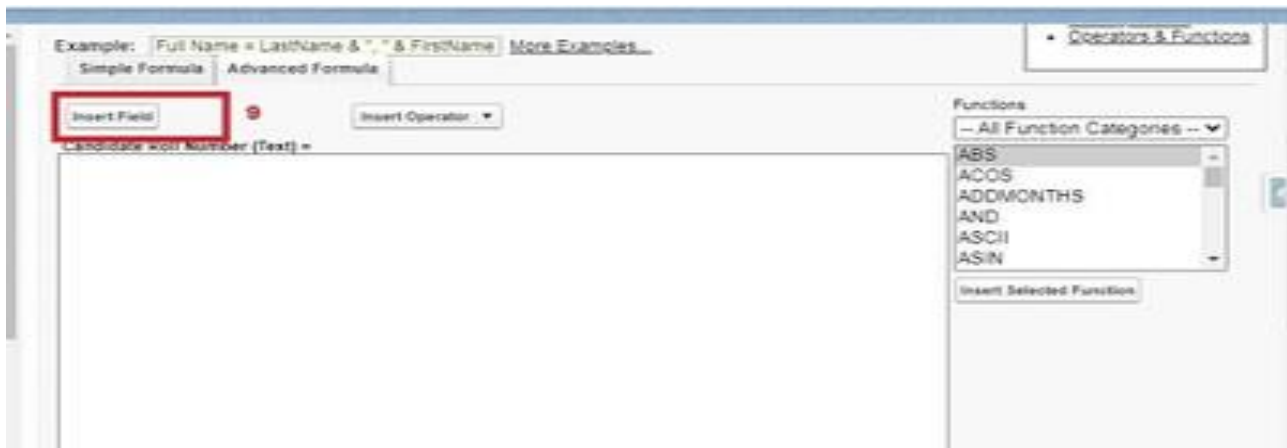 Operators & Functions
Example: Full Name = LastName & ", " & FirstName More Examples...
Simple Formula Advanced Formula
Insert Field 9 Insert Operator
Functions
-- All Function Categories --
Candidate Roll Number (Text) =
ABS
ACOS
ADDMONTHS
AND
ASCII
ASIN
Insert Selected Function